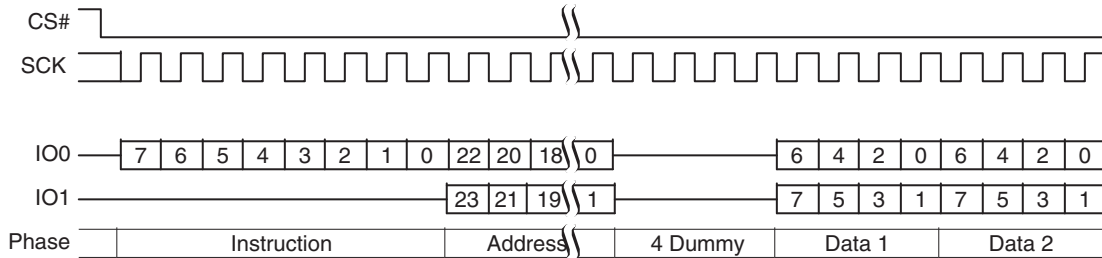 CS#
SCK
IO0 7 6 5 4 3 2 1 0 22 20 18 0 6 4 2 0 6 4 2 0
IO1 23 21 19 1 7 5 3 1 7 5 3 1
Phase Instruction Address 4 Dummy Data 1 Data 2